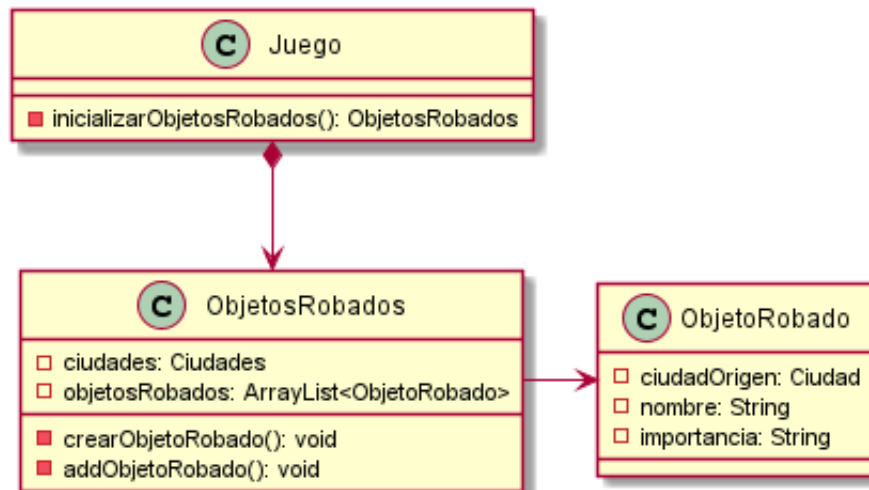 C Juego
inicializarObjetosRobados(): ObjetosRobados
C ObjetosRobados
ciudades: Ciudades
objetosRobados: ArrayList<ObjetoRobado>
crearObjetoRobado(): void
addObjetoRobado(): void
C ObjetoRobado
ciudadOrigen: Ciudad
nombre: String
importancia: String